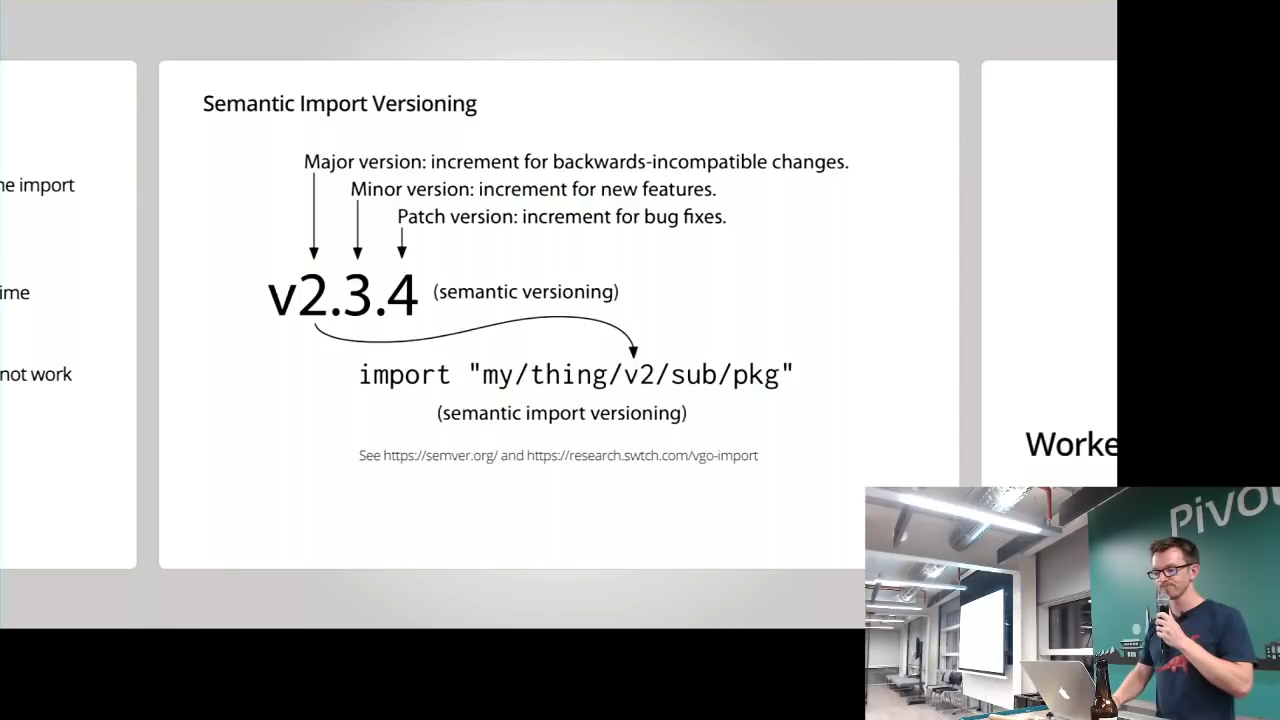 Semantic Import Versioning
Major version: increment for backwards-incompatible changes.
Minor version: increment for new features.
Patch version: increment for bug fixes.
v2.3.4 (semantic versioning)
import "my/thing/v2/sub/pkg"
(semantic import versioning)
See https://semver.org/ and https://research.swtch.com/vgo-import
ne import
ime
not work
Worke
Pivo